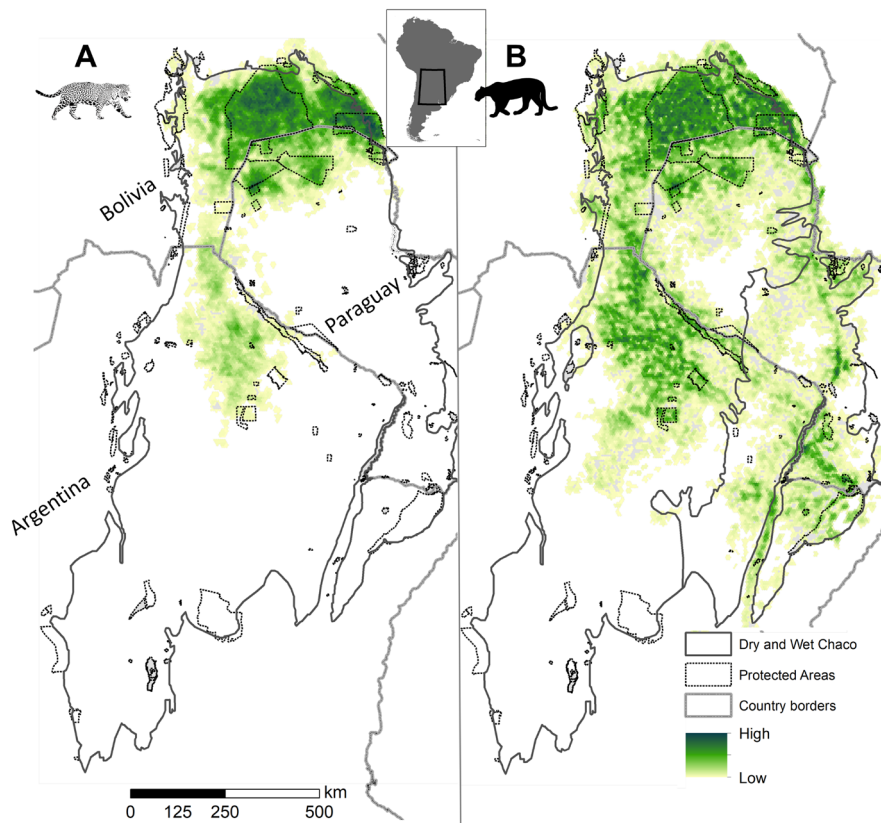 A
B
Bolivia
Paraguay
Argentina
Dry and Wet Chaco
Protected Areas
Country borders
High
Low
km
0 125 250 500